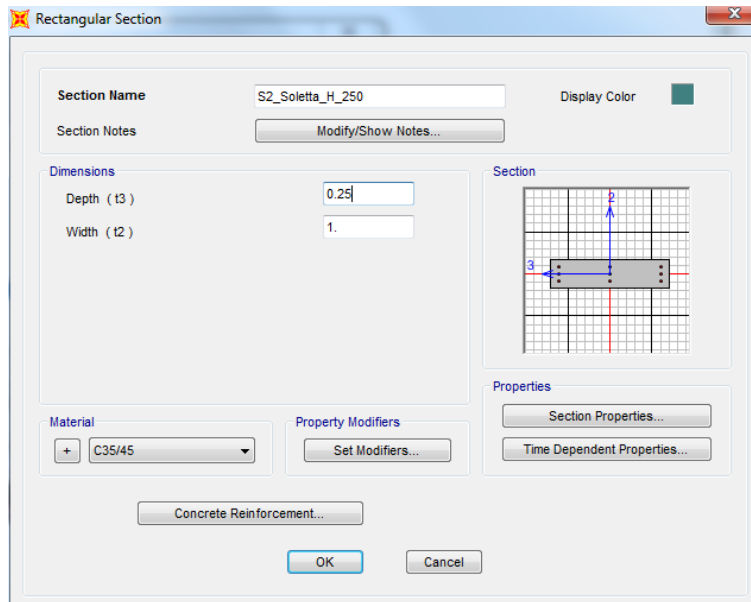 Rectangular Section
Section Name S2_Soletta_H_250 Display Color
Section Notes Modify/Show Notes...
Dimensions
Depth ( t3 ) 0.25
Width ( t2 ) 1.
Section
2
3
Properties
Section Properties...
Time Dependent Properties...
Material
+ C35/45
Property Modifiers
Set Modifiers...
Concrete Reinforcement...
OK Cancel